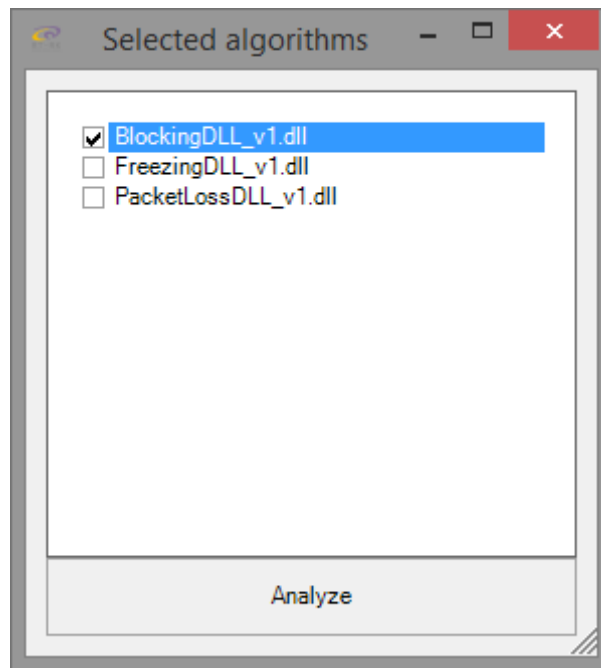 Selected algorithms
BlockingDLL_v1.dll
FreezingDLL_v1.dll
PacketLossDLL_v1.dll
Analyze